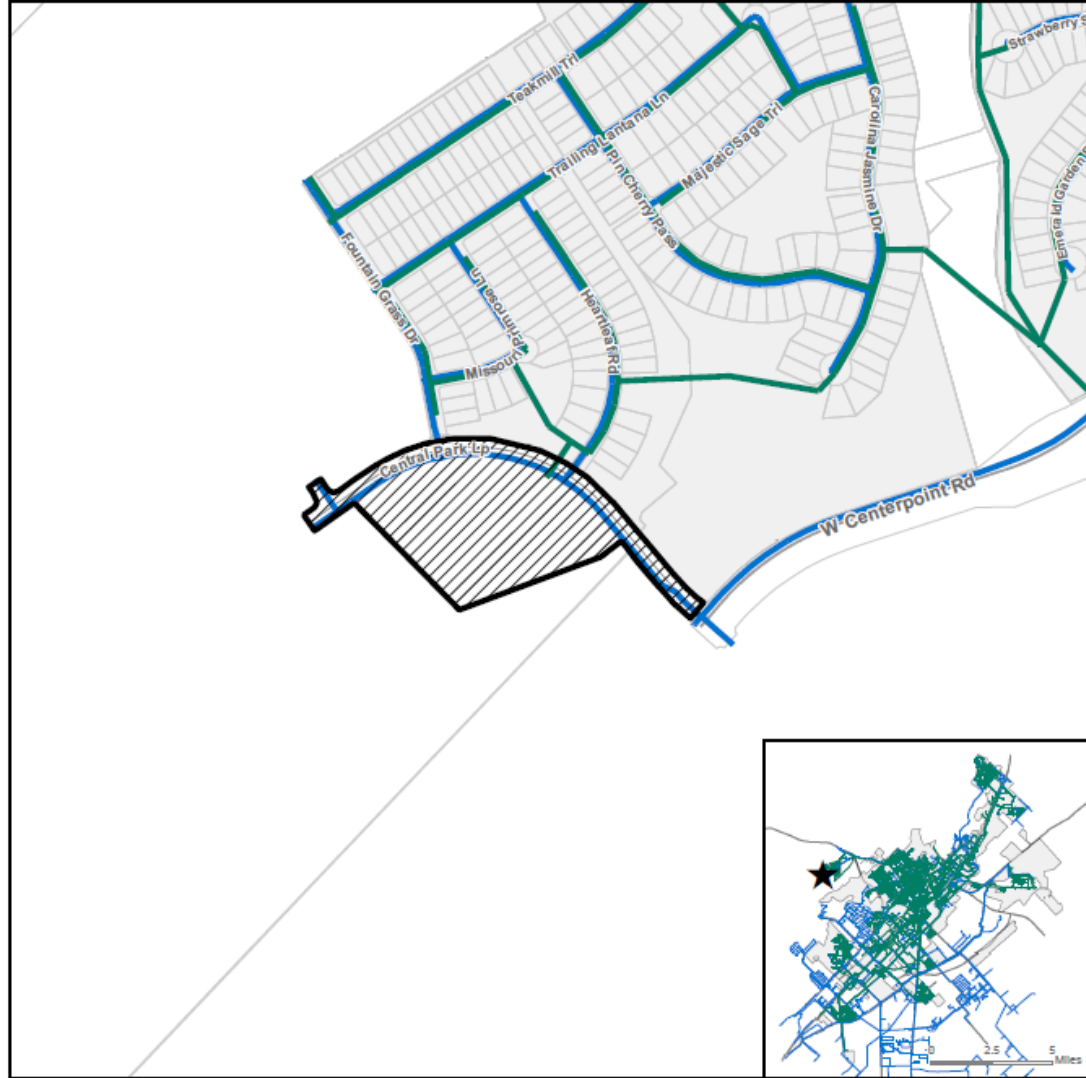 Strawberry S
Teakmill Trl
Trailing Lantana Ln
Carolina Jasmine Dr
Majestic Sage Trl
Pin Cherry Pass
Emerald Garden
Fountain Grass Dr
Primrose Ln
Heartleaf Rd
Missouri
Central Park Lp
W Centerpoint Rd
0 2.5 5
Miles